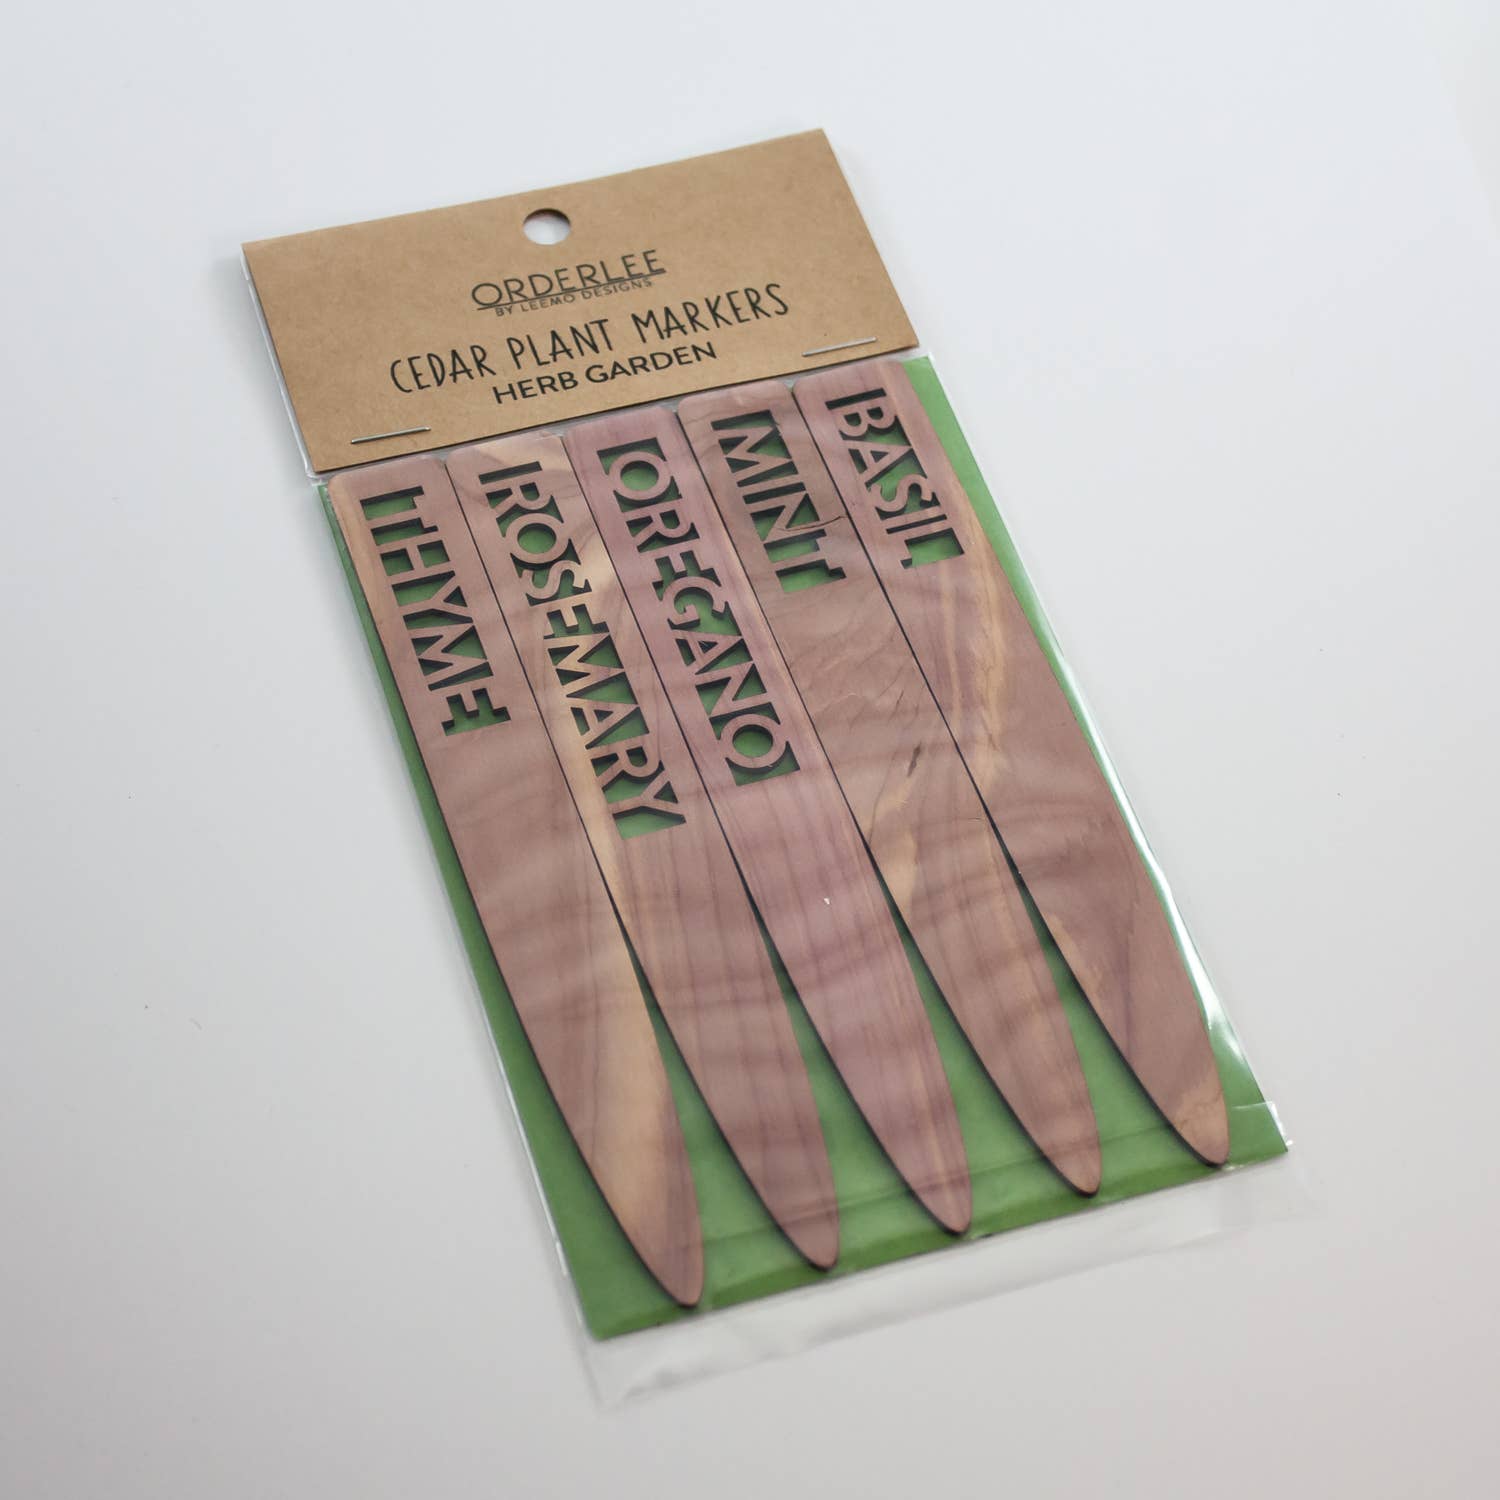 ORDERLEE
BY LEEMO DESIGNS
CEDAR PLANT MARKERS
HERB GARDEN
THYME
ROSEMARY
OREGANO
MINT
BASIL